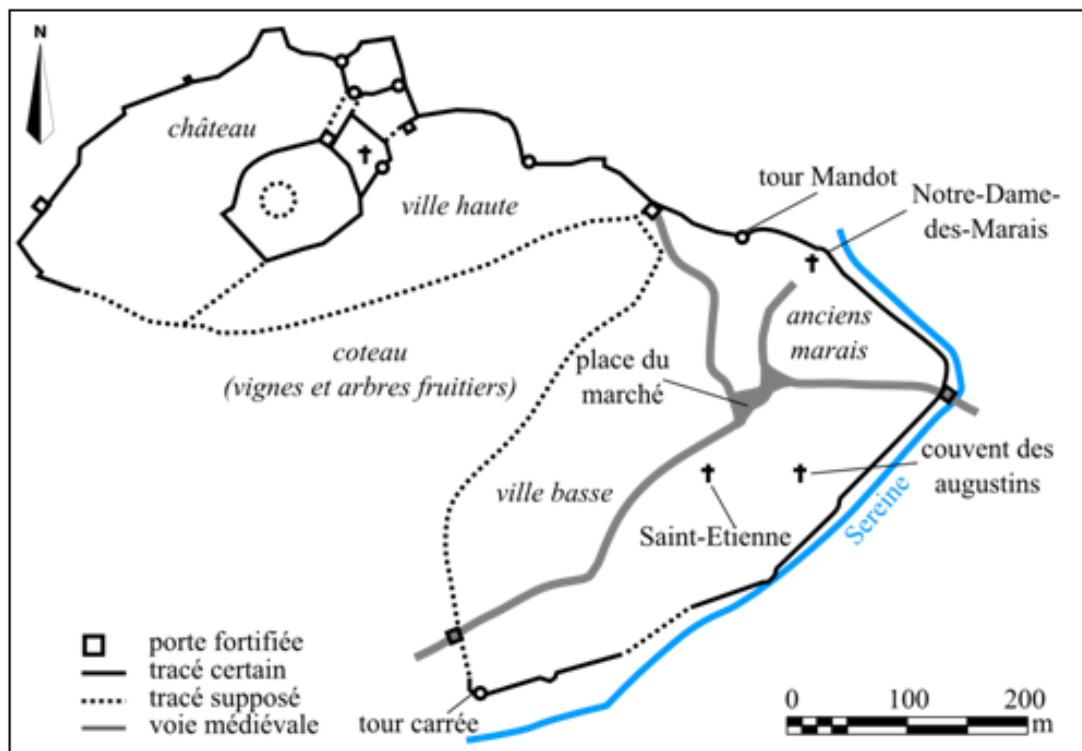 N
château
ville haute
tour Mandot
Notre-Dame-
des-Marais
anciens
marais
coteau
(vignes et arbres fruitiers)
place du
marché
couvent des
augustins
ville basse
Saint-Etienne
Sereine
porte fortifiée
tracé certain
tracé supposé
voie médiévale
tour carrée
0 100 200
m